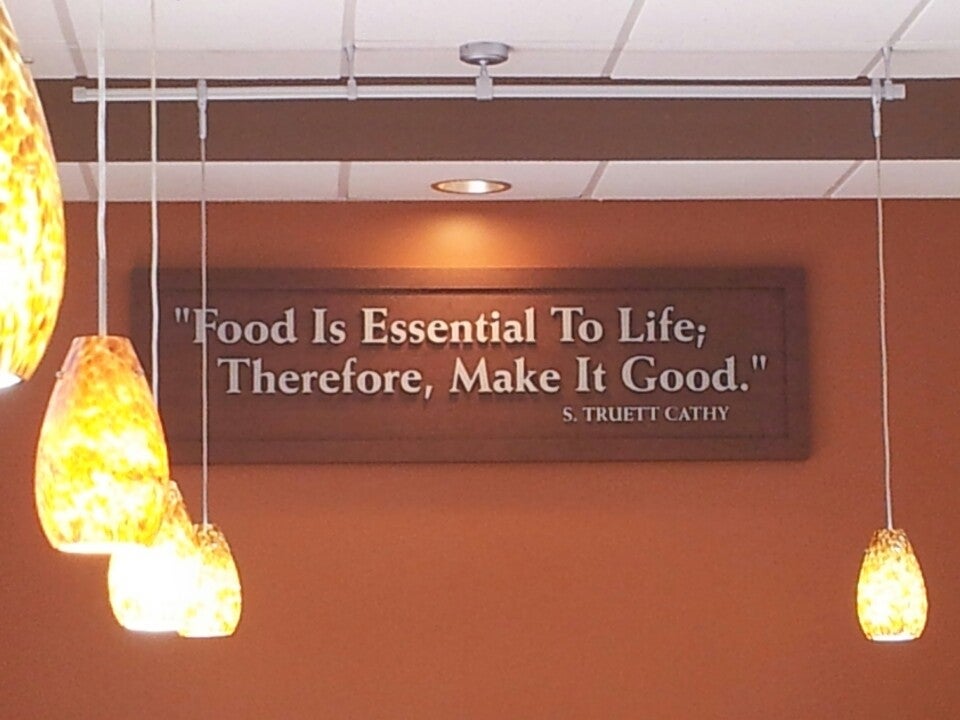 "Food Is Essential To Life;
Therefore, Make It Good."
S. TRUETT CATHY